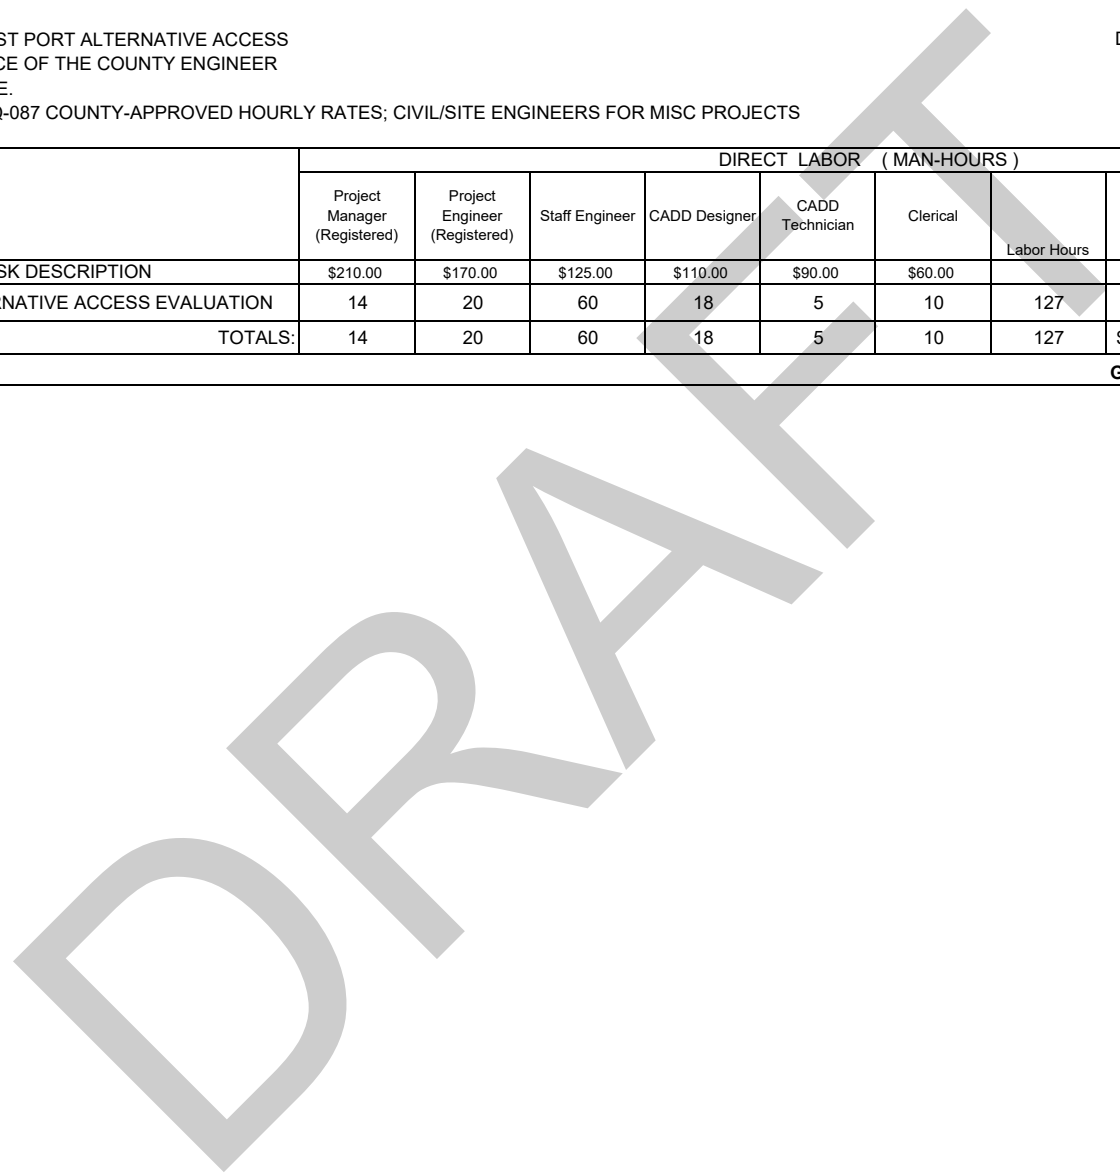 ST PORT ALTERNATIVE ACCESS
CE OF THE COUNTY ENGINEER
E.
-087 COUNTY-APPROVED HOURLY RATES; CIVIL/SITE ENGINEERS FOR MISC PROJECTS
DIRECT LABOR ( MAN-HOURS )
Project Manager (Registered) Project Engineer (Registered) Staff Engineer CADD Designer CADD Technician Clerical Labor Hours
SK DESCRIPTION $210.00 $170.00 $125.00 $110.00 $90.00 $60.00
RNATIVE ACCESS EVALUATION 14 20 60 18 5 10 127
TOTALS: 14 20 60 18 5 10 127
G
DRAFT